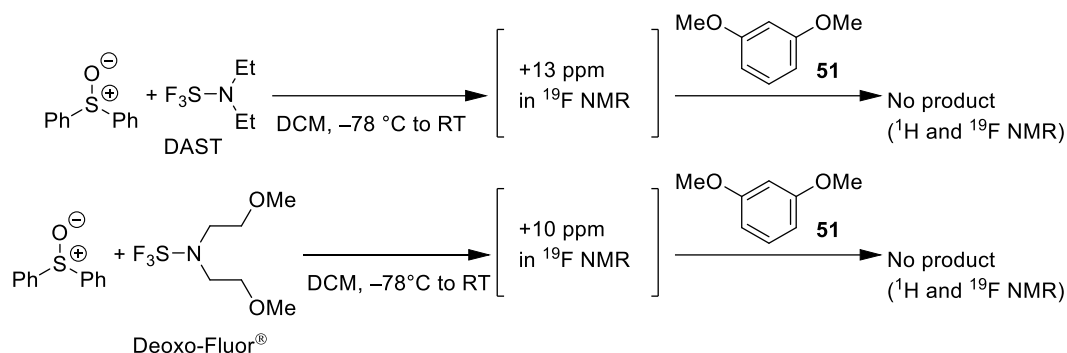 O⊖
S⊕
Ph Ph
+ F₃S–N
Et
Et
DAST
DCM, –78 °C to RT
+13 ppm
in ¹⁹F NMR
MeO OMe
51
No product
(¹H and ¹⁹F NMR)
O⊖
S⊕
Ph Ph
+ F₃S–N
OMe
OMe
Deoxo-Fluor®
DCM, –78°C to RT
+10 ppm
in ¹⁹F NMR
MeO OMe
51
No product
(¹H and ¹⁹F NMR)